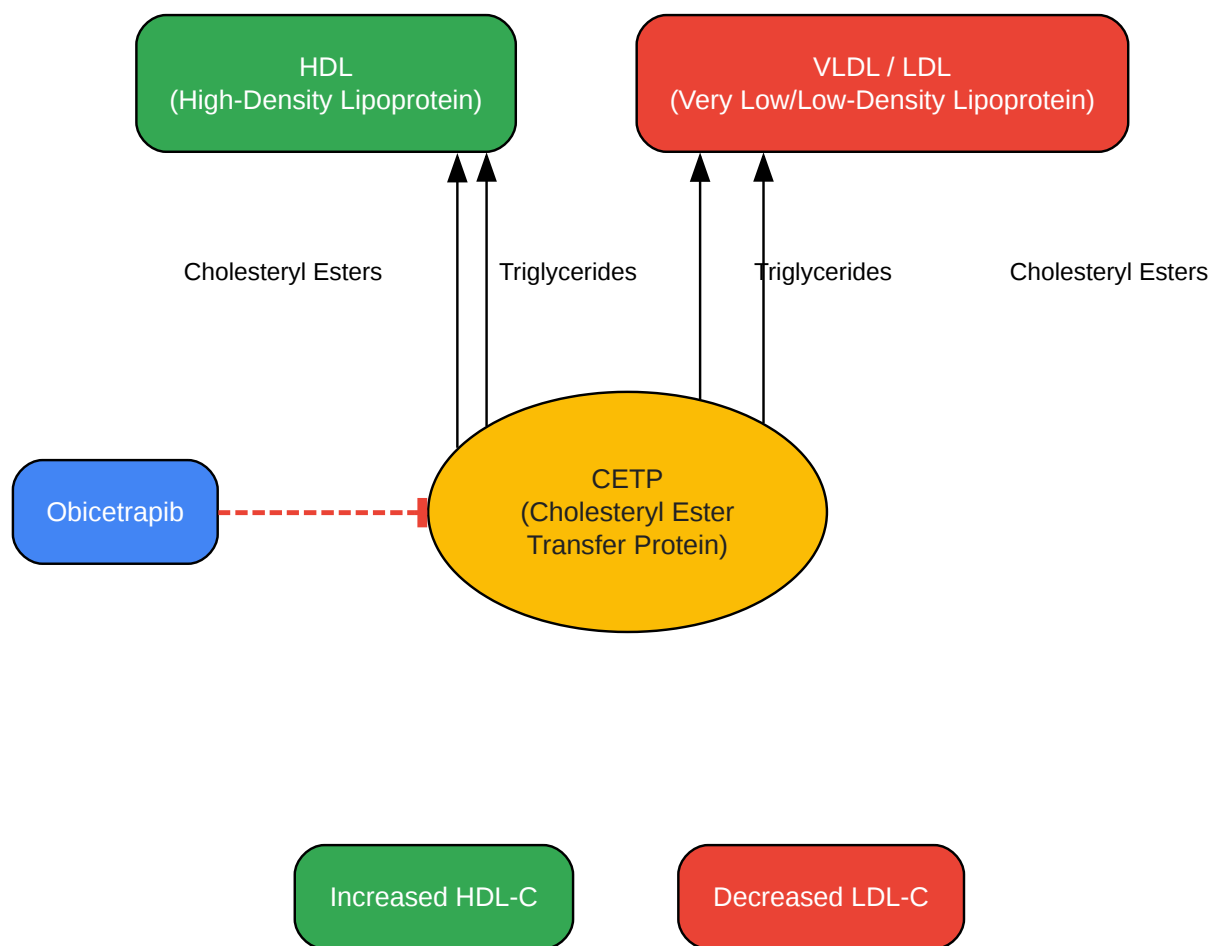 HDL
(High-Density Lipoprotein)
VLDL / LDL
(Very Low/Low-Density Lipoprotein)
Cholesteryl Esters
Triglycerides
Triglycerides
Cholesteryl Esters
Obicetrapib
CETP
(Cholesteryl Ester
Transfer Protein)
Increased HDL-C
Decreased LDL-C